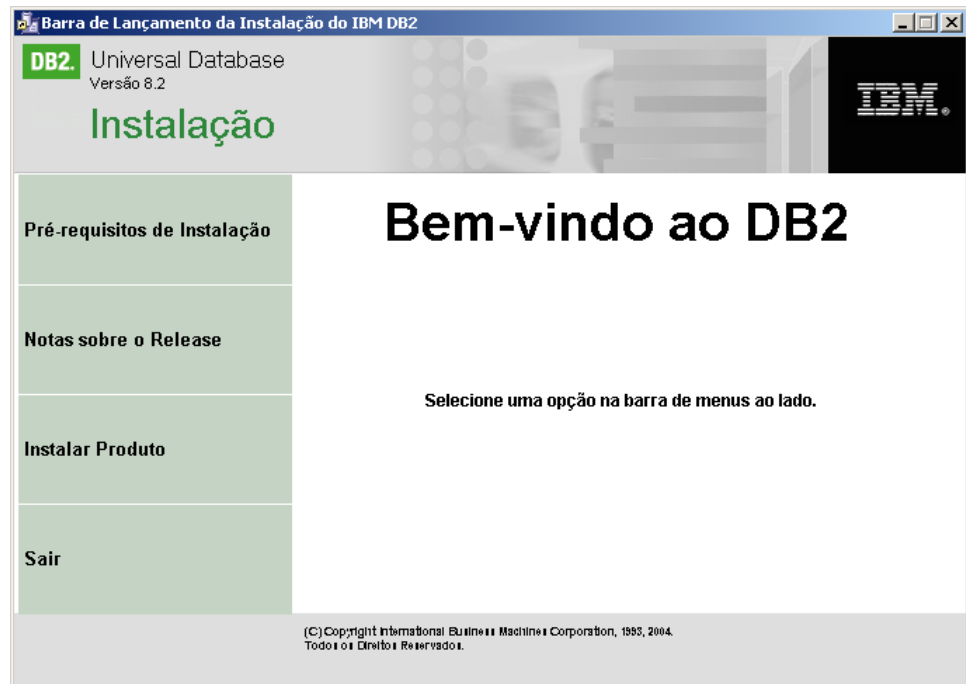 Barra de Lançamento da Instalação do IBM DB2
DB2. Universal Database
Versão 8.2
Instalação
IBM.
Pré-requisitos de Instalação
Bem-vindo ao DB2
Notas sobre o Release
Selecione uma opção na barra de menus ao lado.
Instalar Produto
Sair
(C) Copyright International Business Machines Corporation, 1993, 2004.
Todos os Direitos Reservados.